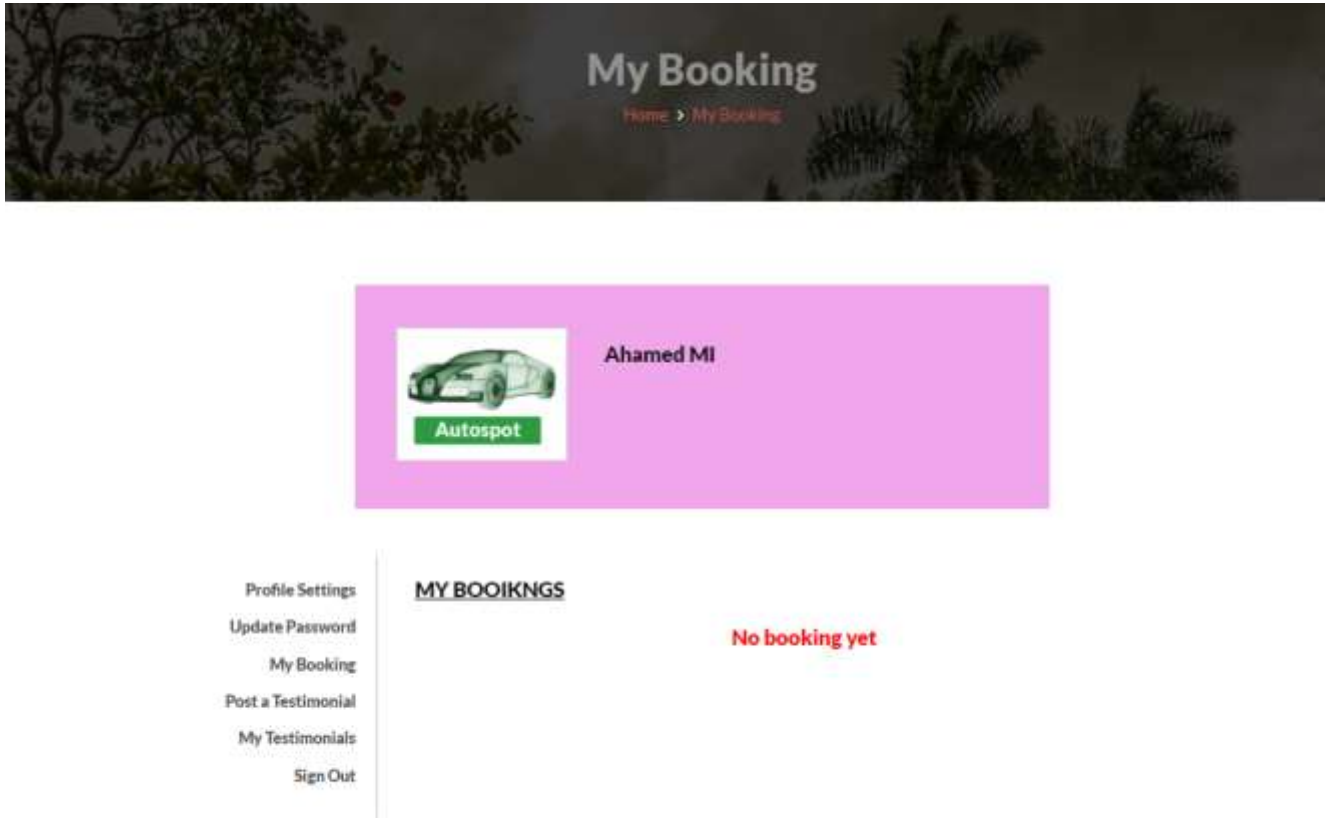 My Booking
Home > My Booking
Ahamed MI
Autospot
Profile Settings
Update Password
My Booking
Post a Testimonial
My Testimonials
Sign Out
MY BOOIKNGS
No booking yet